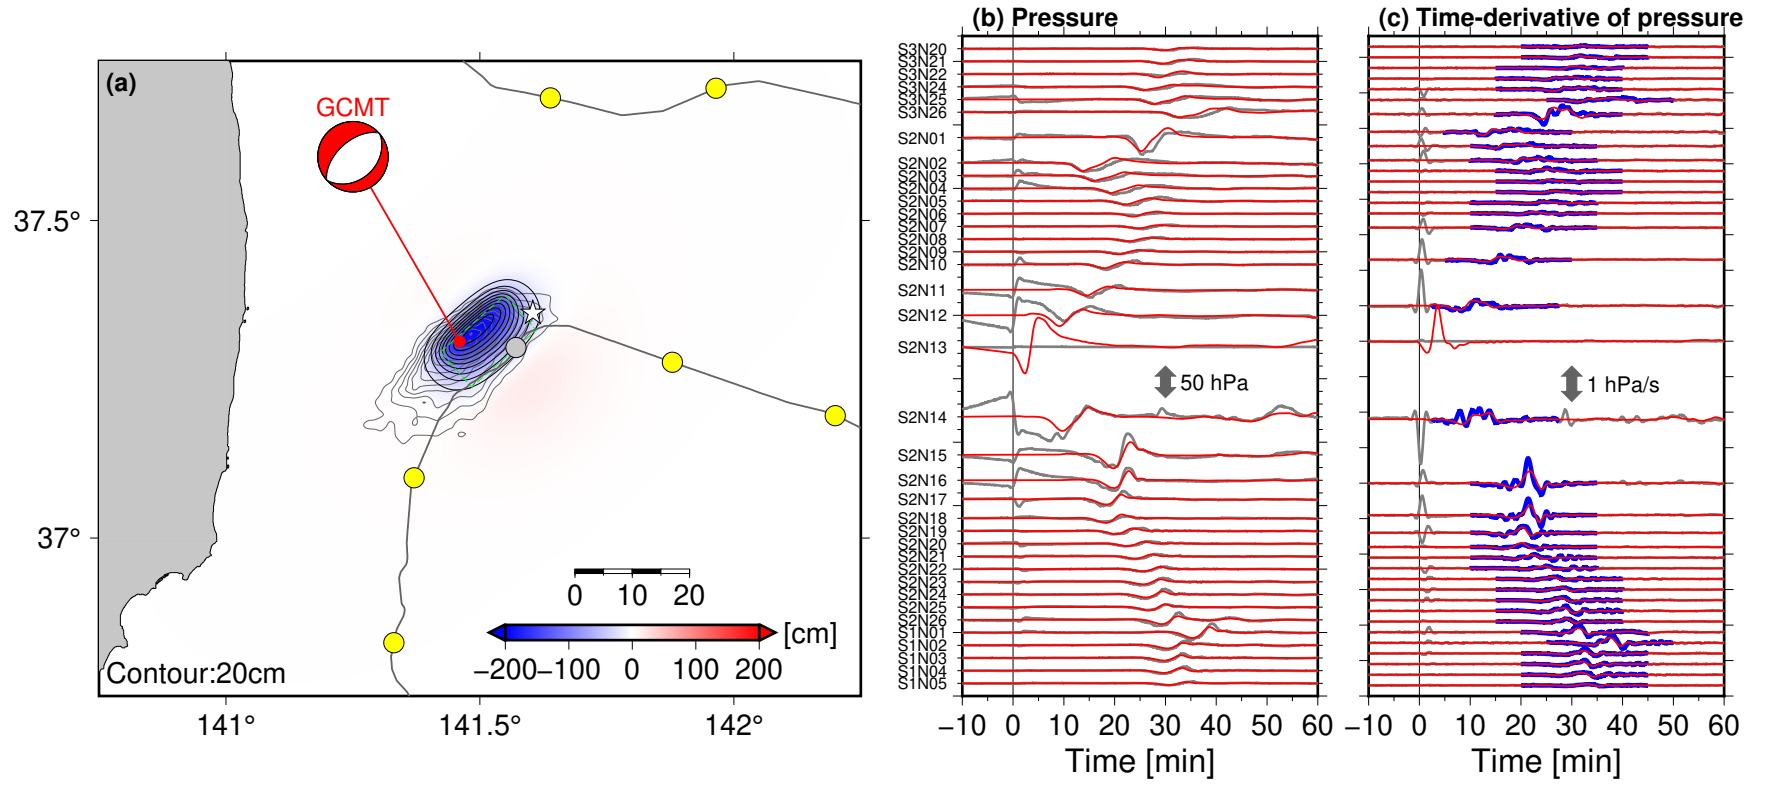 (a)
GCMT
37.5°
37°
0 10 20
[cm]
−200 −100 0 100 200
Contour:20cm
141° 141.5° 142°
(b) Pressure
S3N20
S3N21
S3N22
S3N24
S3N25
S3N26
S2N01
S2N02
S2N03
S2N04
S2N05
S2N06
S2N07
S2N08
S2N09
S2N10
S2N11
S2N12
S2N13
50 hPa
S2N14
S2N15
S2N16
S2N17
S2N18
S2N19
S2N20
S2N21
S2N22
S2N23
S2N24
S2N25
S2N26
S1N01
S1N02
S1N03
S1N04
S1N05
−10 0 10 20 30 40 50 60
Time [min]
(c) Time-derivative of pressure
1 hPa/s
−10 0 10 20 30 40 50 60
Time [min]